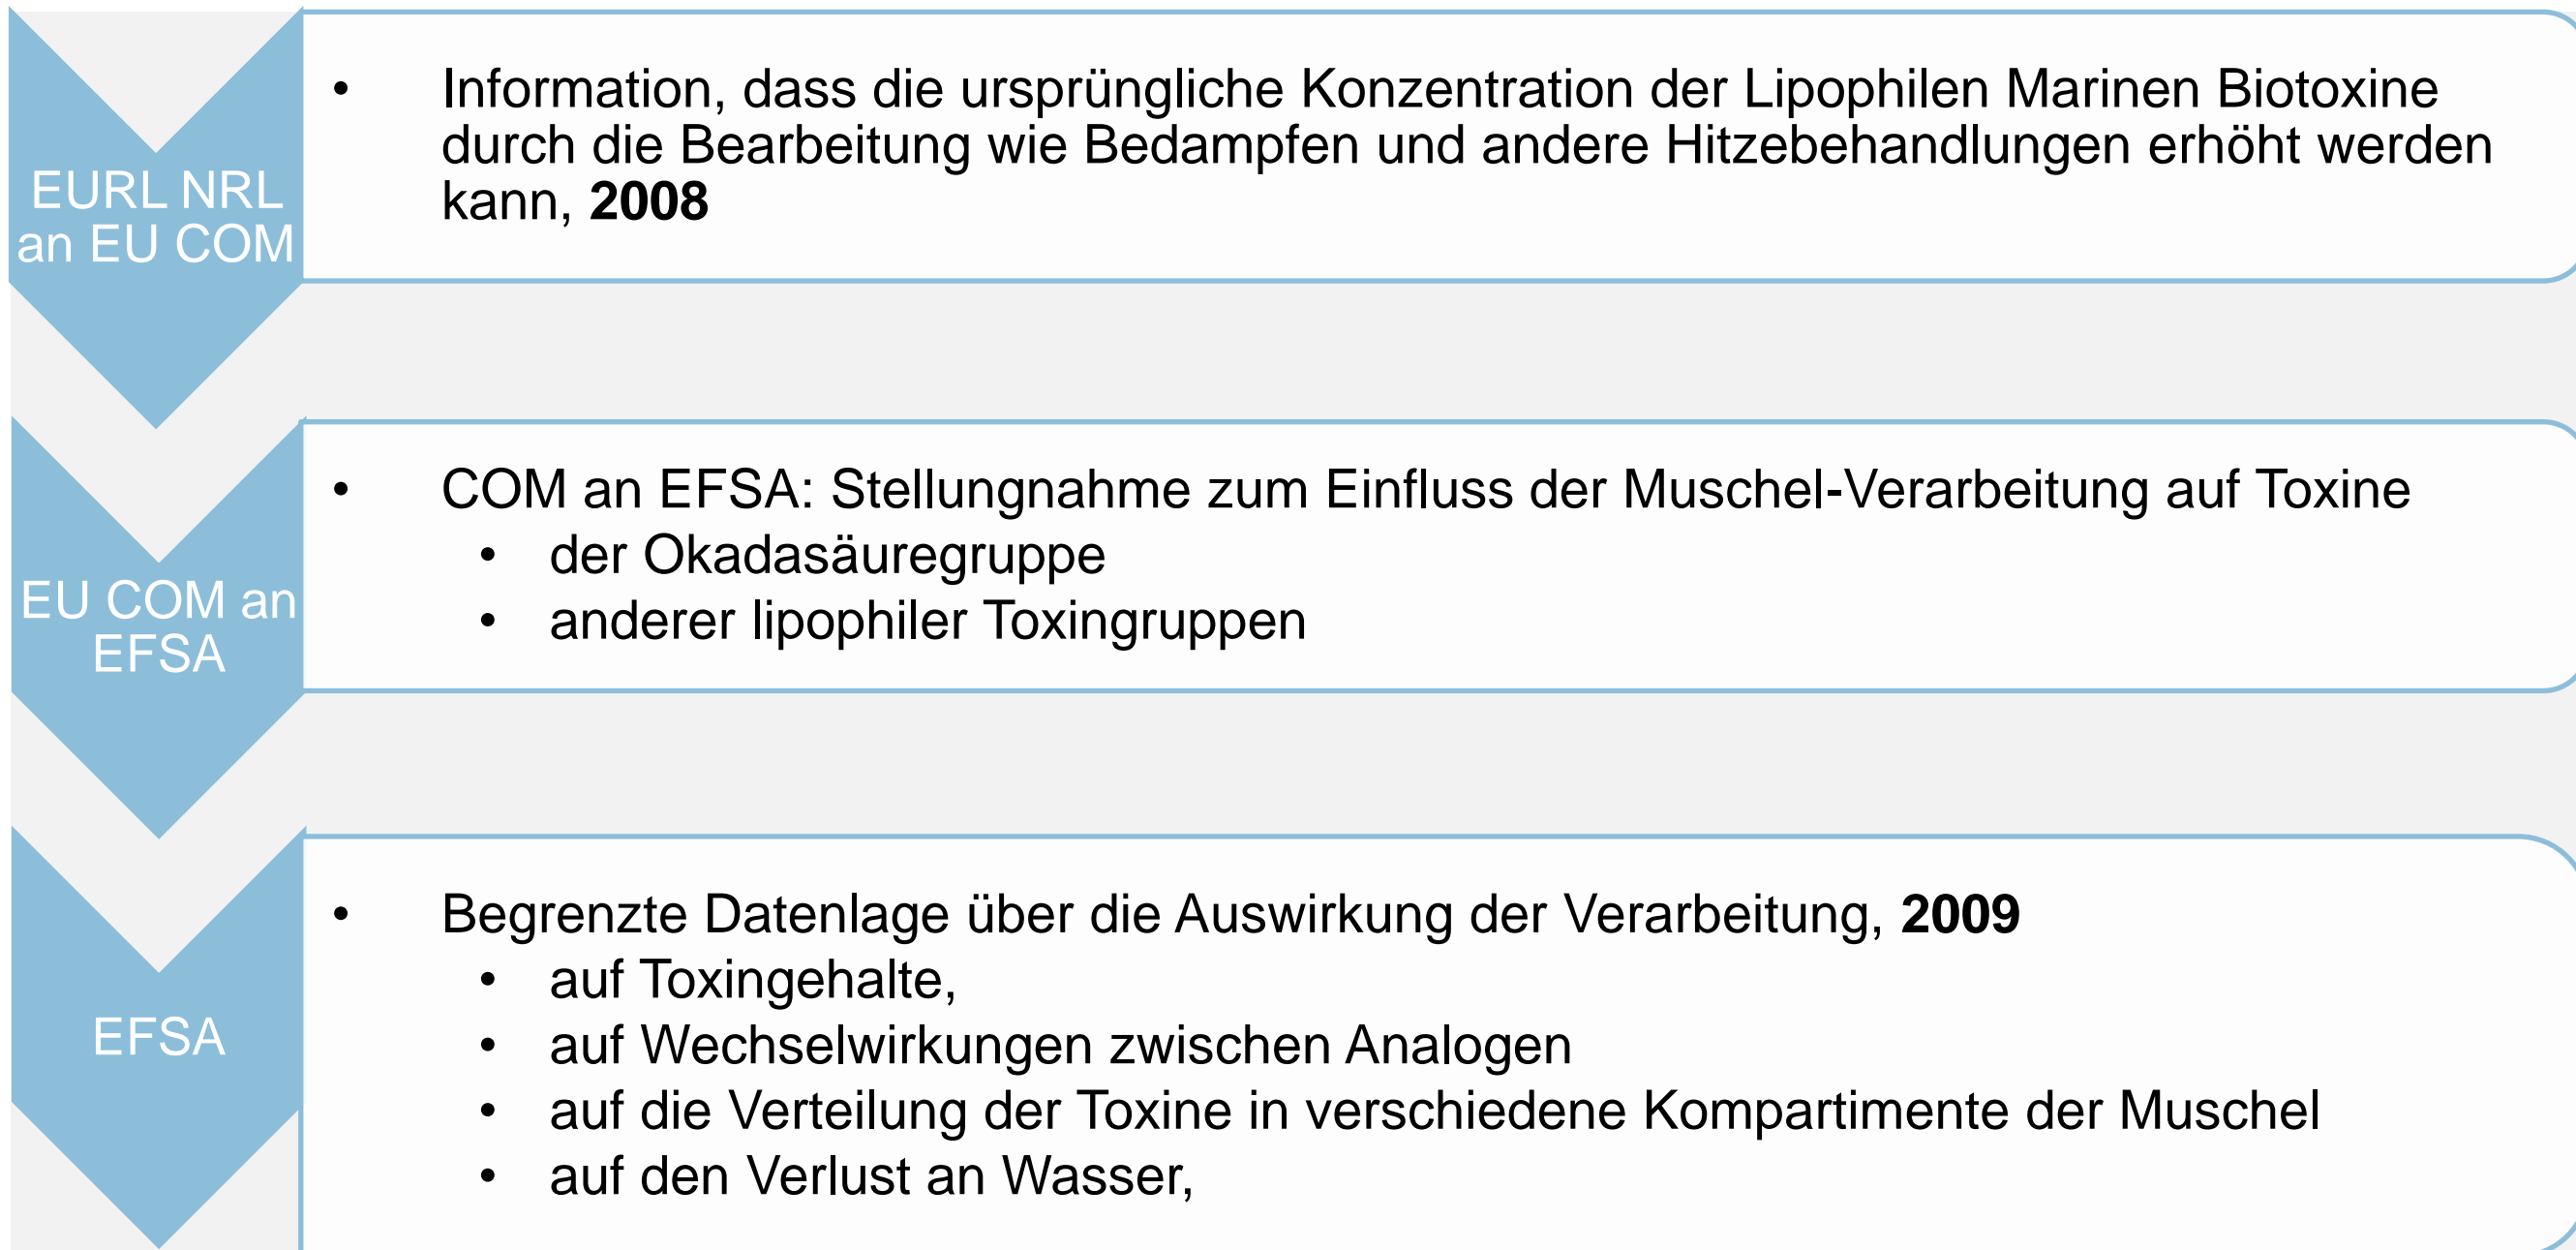 EURL NRL
an EU COM
• Information, dass die ursprüngliche Konzentration der Lipophilen Marinen Biotoxine
durch die Bearbeitung wie Bedampfen und andere Hitzebehandlungen erhöht werden
kann, 2008
EU COM an
EFSA
• COM an EFSA: Stellungnahme zum Einfluss der Muschel-Verarbeitung auf Toxine
• der Okadasäuregruppe
• anderer lipophiler Toxingruppen
EFSA
• Begrenzte Datenlage über die Auswirkung der Verarbeitung, 2009
• auf Toxingehalte,
• auf Wechselwirkungen zwischen Analogen
• auf die Verteilung der Toxine in verschiedene Kompartimente der Muschel
• auf den Verlust an Wasser,